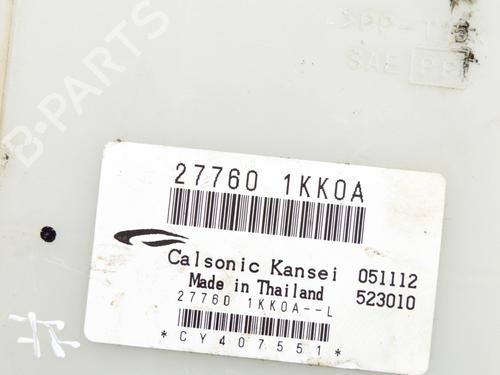 B-PARTS
SAE
27760 1KK0A
Calsonic Kansei 051112
Made in Thailand 523010
27760 1KK0A--L
*CY407551*